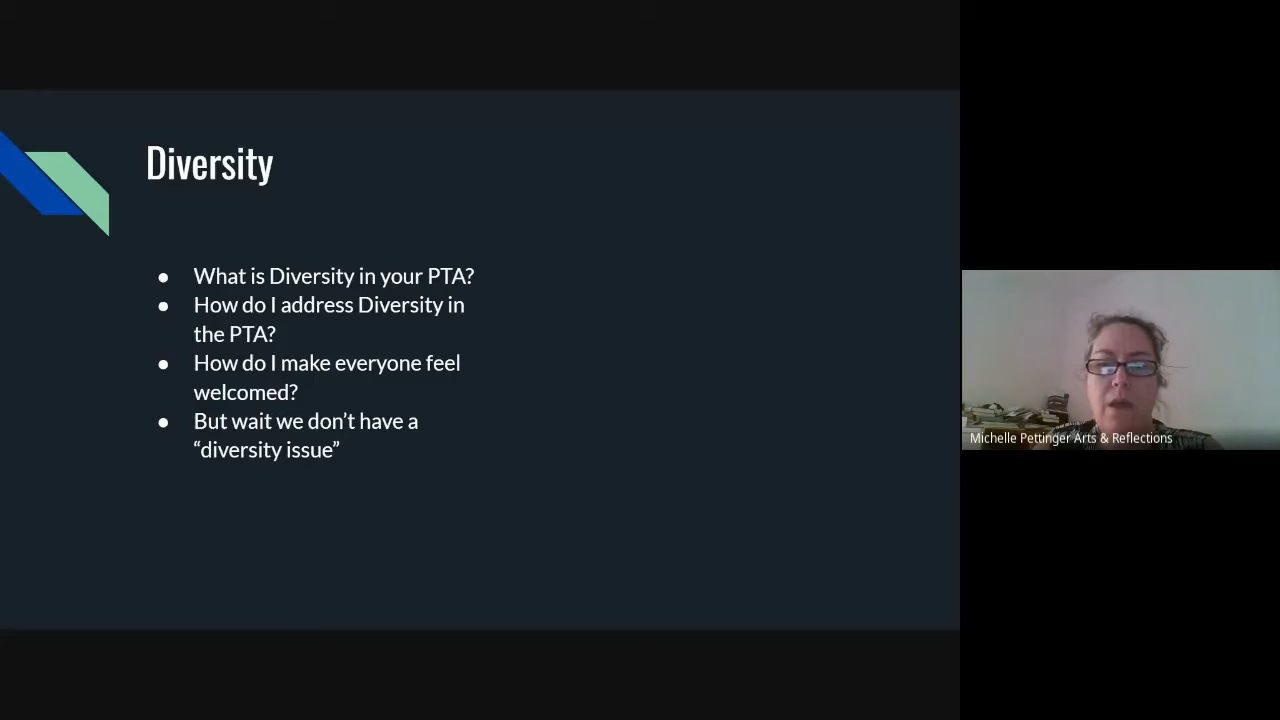 Diversity
● What is Diversity in your PTA?
● How do I address Diversity in
the PTA?
● How do I make everyone feel
welcomed?
● But wait we don’t have a
“diversity issue”
Michelle Pettinger Arts & Reflections